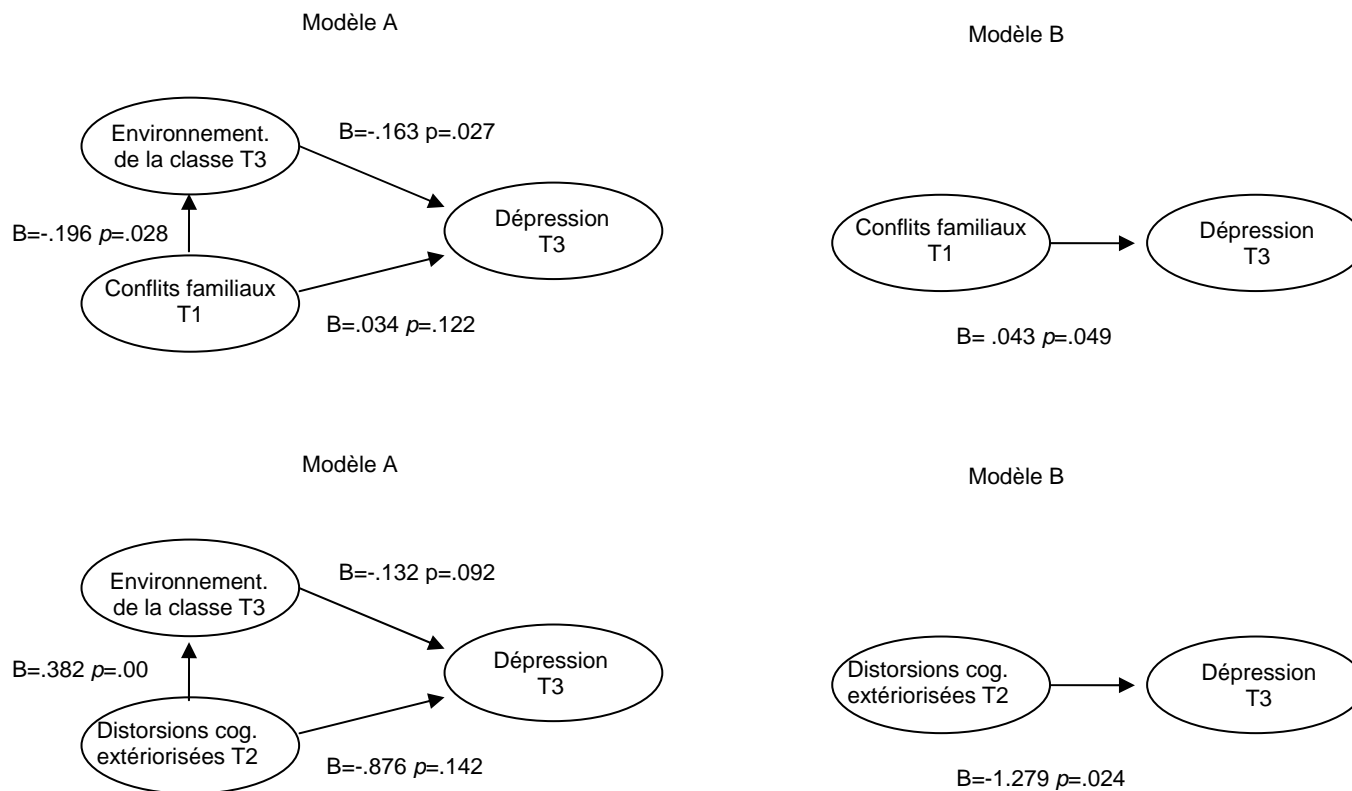 Modèle A
Modèle B
Environnement.
de la classe T3
B=-.163 p=.027
Dépression
T3
B=-.196 p=.028
Conflits familiaux
T1
B=.034 p=.122
Conflits familiaux
T1
Dépression
T3
B= .043 p=.049
Modèle A
Modèle B
Environnement.
de la classe T3
B=-.132 p=.092
Dépression
T3
B=.382 p=.00
Distorsions cog.
extériorisées T2
B=-.876 p=.142
Distorsions cog.
extériorisées T2
Dépression
T3
B=-1.279 p=.024